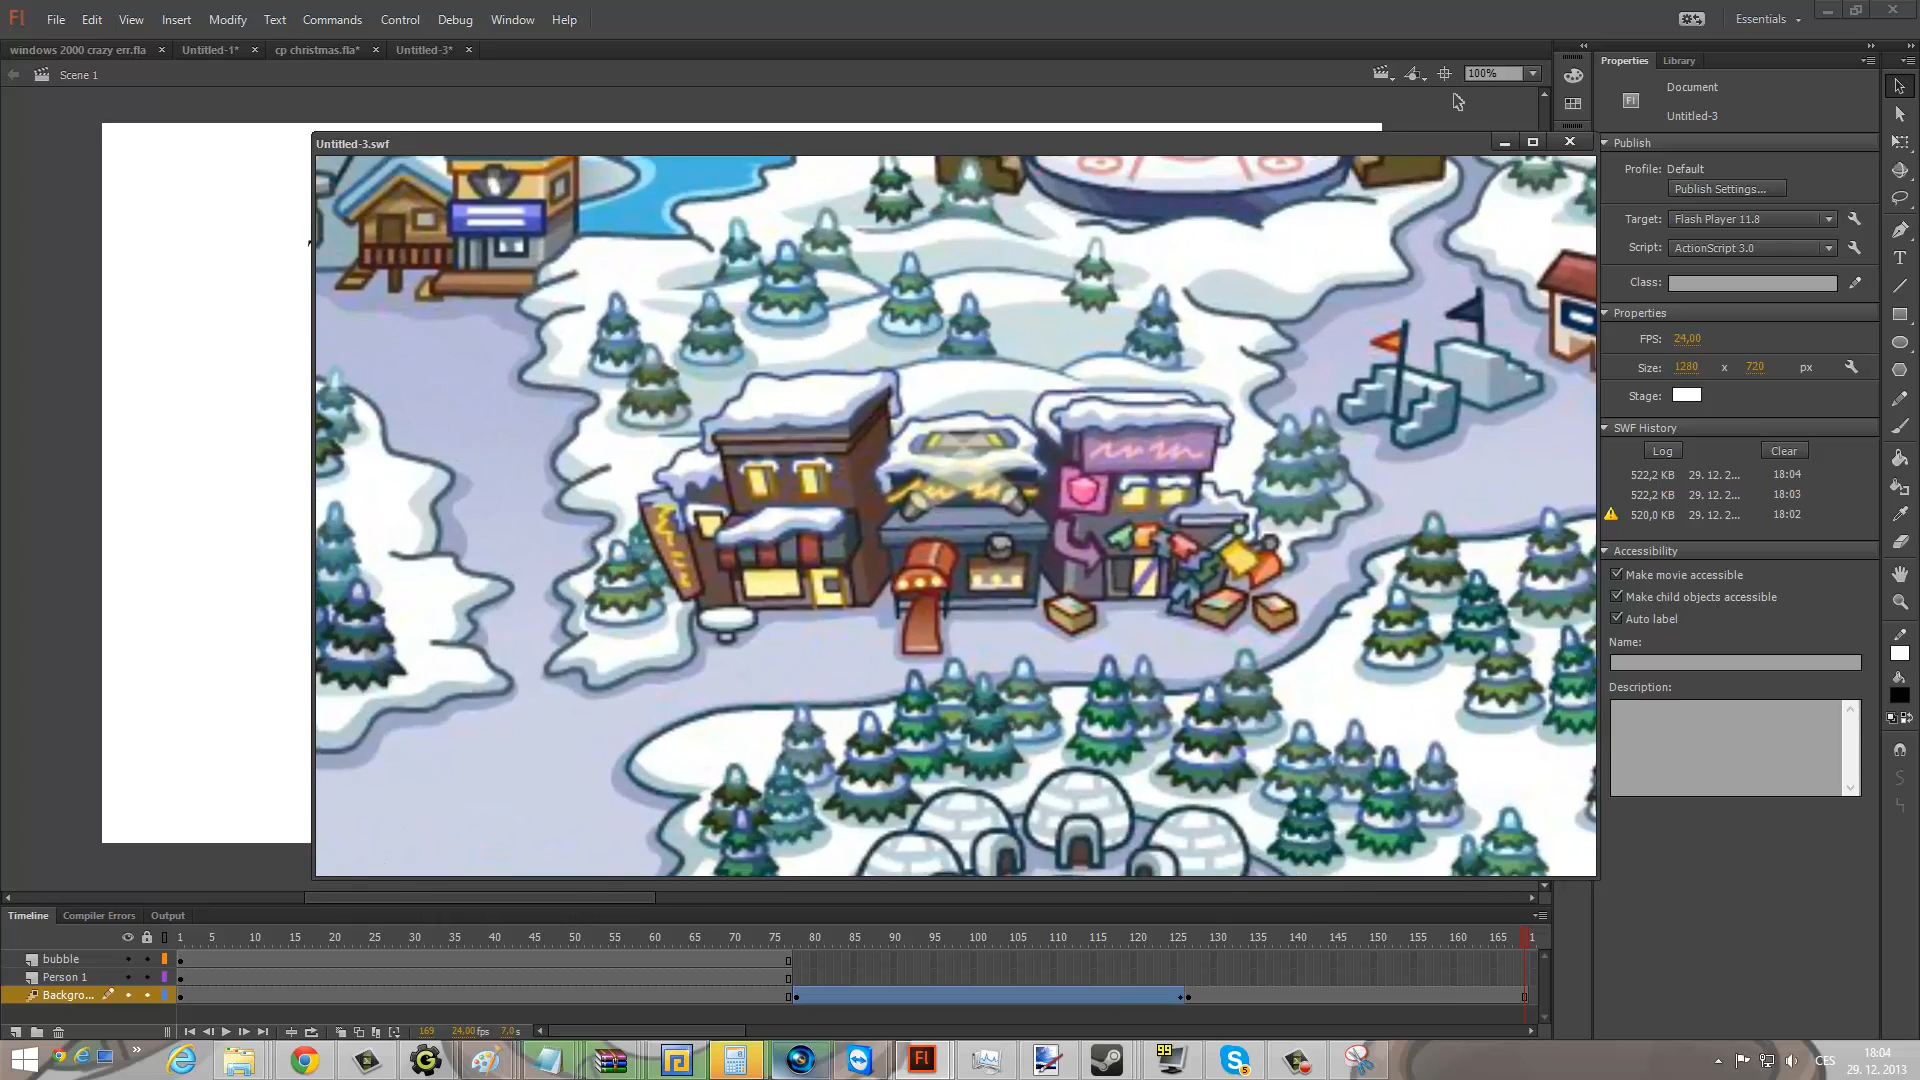 Fl File Edit View Insert Modify Text Commands Control Debug Window Help Essentials
windows 2000 crazy err.fla Untitled-1* cp christmas.fla* Untitled-3*
Scene 1 100%
Untitled-3.swf
Properties Library
Fl Document
Untitled-3
Publish
Profile: Default
Publish Settings...
Target: Flash Player 11.8
Script: ActionScript 3.0
Class:
Properties
FPS: 24,00
Size: 1280 x 720 px
Stage:
SWF History
Log Clear
522,2 KB 29. 12. 2... 18:04
522,2 KB 29. 12. 2... 18:03
520,0 KB 29. 12. 2... 18:02
Accessibility
Make movie accessible
Make child objects accessible
Auto label
Name:
Description:
Timeline Compiler Errors Output
1 5 10 15 20 25 30 35 40 45 50 55 60 65 70 75 80 85 90 95 100 105 110 115 120 125 130 135 140 145 150 155 160 165 1
bubble
Person 1
Backgro...
169 24,00 fps 7,0 s
Fl 99 5 CES 18:04
29. 12. 2013